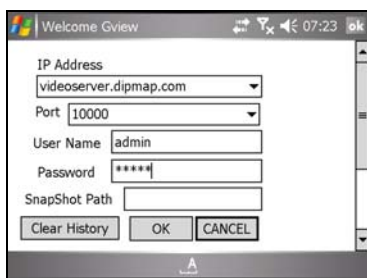 Welcome Gview 07:23 ok
IP Address
videoserver.dipmap.com
Port 10000
User Name admin
Password *****
SnapShot Path
Clear History OK CANCEL
A